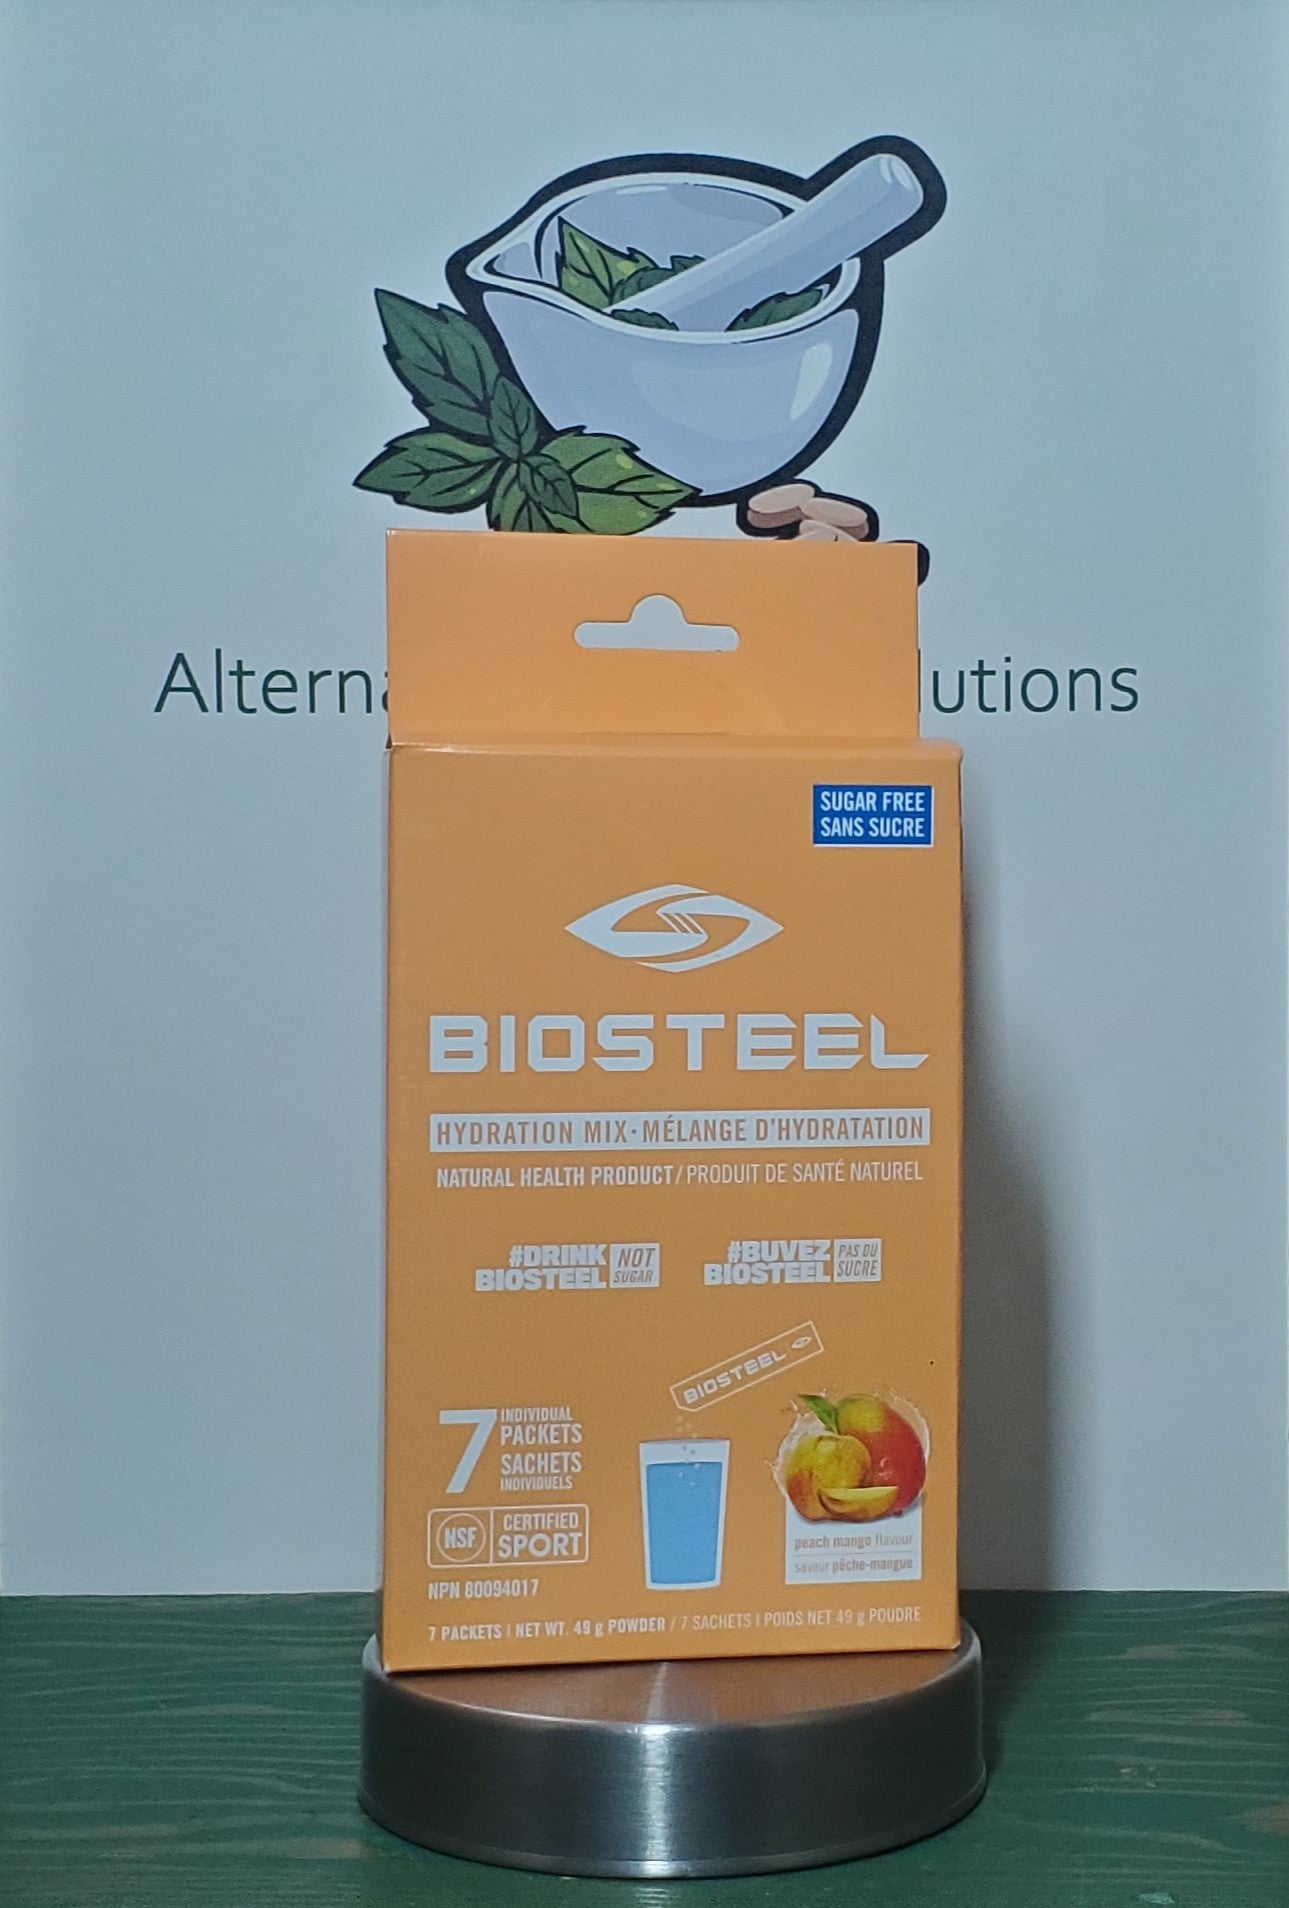 Alterna
lutions
SUGAR FREE
SANS SUCRE
BIOSTEEL
HYDRATION MIX · MÉLANGE D'HYDRATATION
NATURAL HEALTH PRODUCT / PRODUIT DE SANTÉ NATUREL
#DRINK BIOSTEEL NOT SUGAR
#BUVEZ BIOSTEEL PAS DU SUCRE
BIOSTEEL
7 INDIVIDUAL PACKETS
SACHETS INDIVIDUELS
NSF CERTIFIED SPORT
peach mango flavour
saveur pêche-mangue
NPN 80094017
7 PACKETS | NET WT. 49 g POWDER / 7 SACHETS | POIDS NET 49 g POUDRE